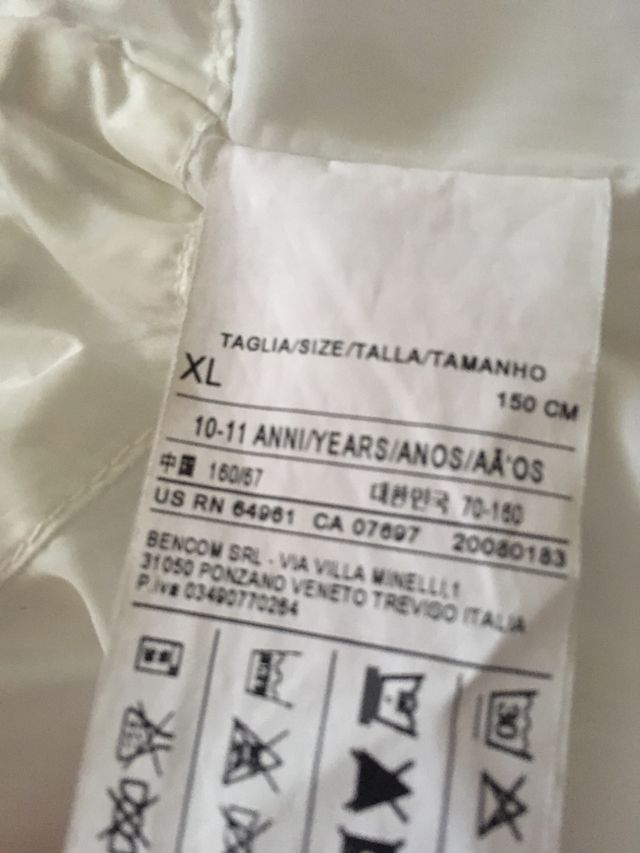 TAGLIA/SIZE/TALLA/TAMANHO
XL
150 CM
10-11 ANNI/YEARS/ANOS/AÃ'OS
中国 160/67 대한민국 70-160
US RN 64961 CA 07697 20080183
BENCOM SRL - VIA VILLA MINELLI,1
31050 PONZANO VENETO TREVISO ITALIA
P.Iva 03490770264
30